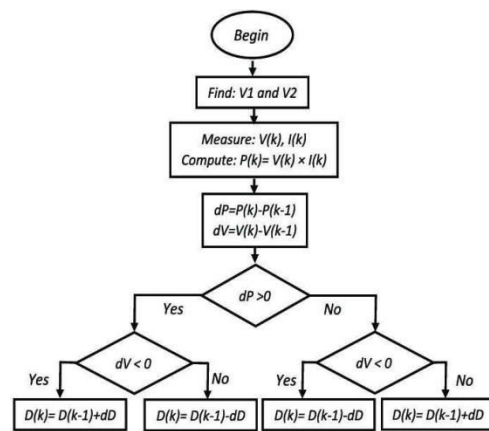 Begin
Find: V1 and V2
Measure: V(k), I(k)
Compute: P(k)= V(k) × I(k)
dP=P(k)-P(k-1)
dV=V(k)-V(k-1)
dP >0
Yes
No
dV < 0
dV < 0
Yes
No
Yes
No
D(k)= D(k-1)+dD
D(k)= D(k-1)-dD
D(k)= D(k-1)-dD
D(k)= D(k-1)+dD